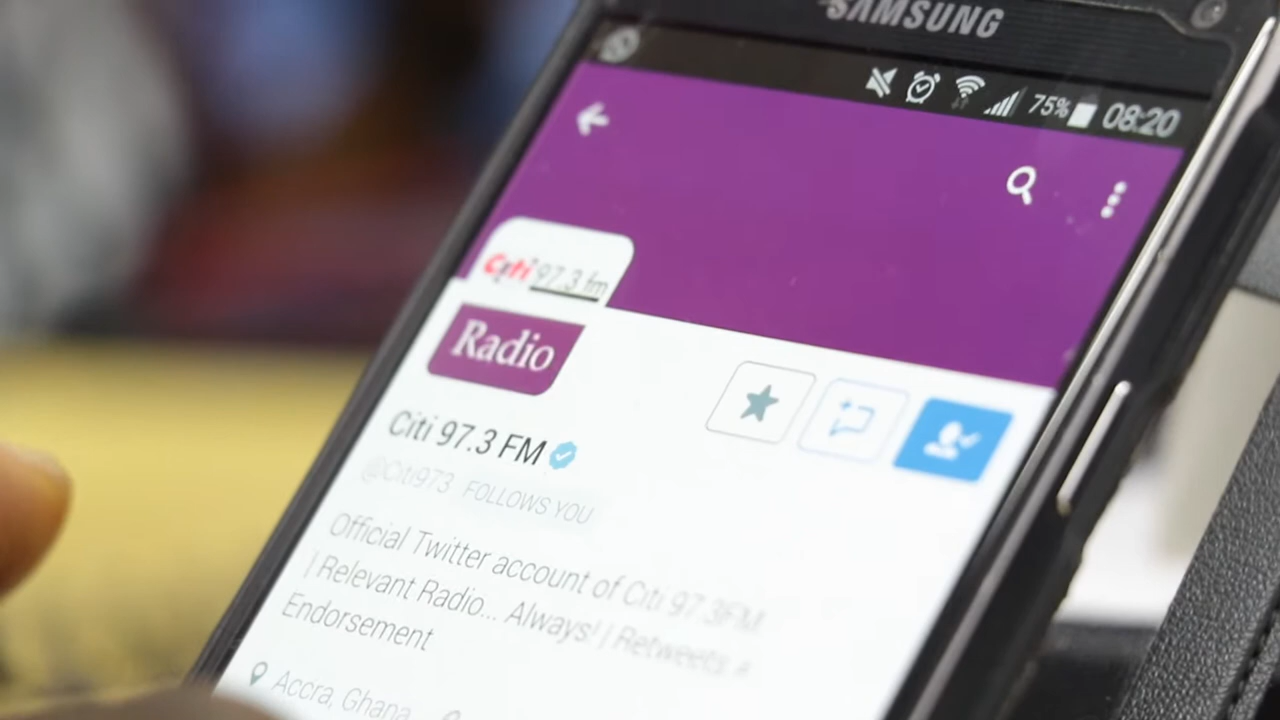 SAMSUNG
75% 08:20
Citi 97.3 fm
Radio
Citi 97.3 FM
@Citi973 FOLLOWS YOU
Official Twitter account of Citi 97.3FM
| Relevant Radio... Always! | Retweets ≠
Endorsement
Accra, Ghana